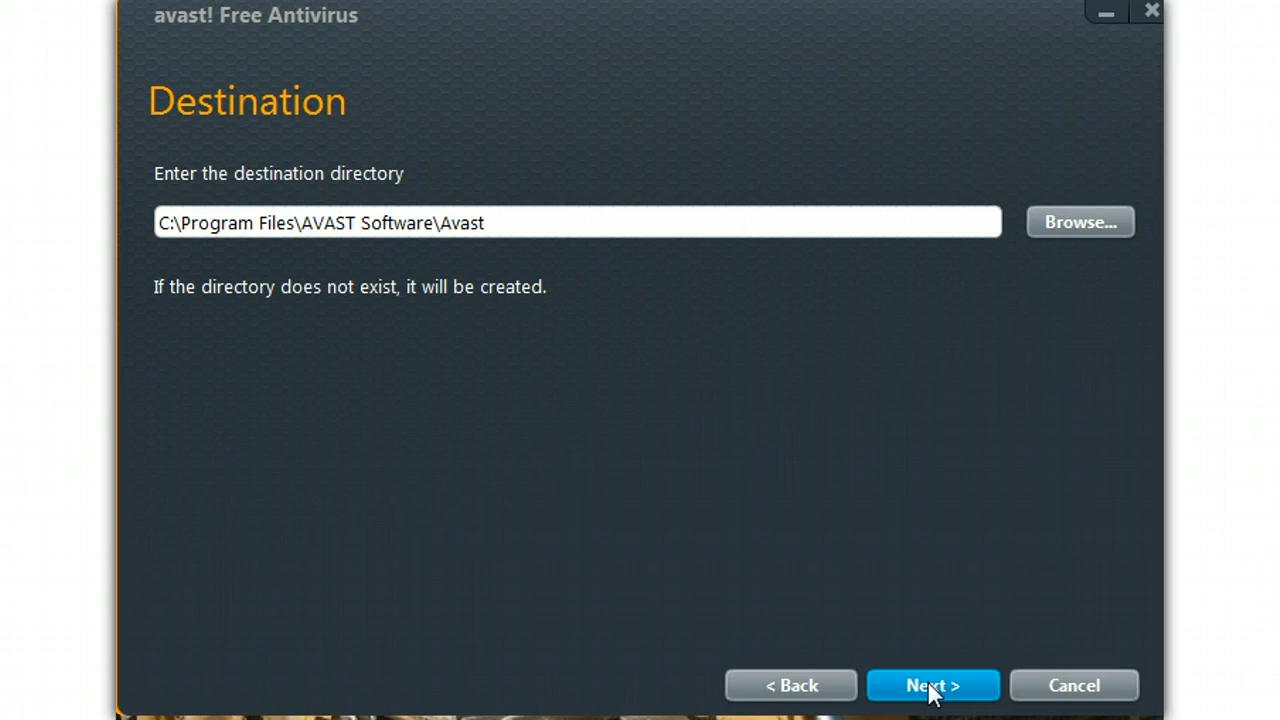 avast! Free Antivirus
Destination
Enter the destination directory
C:\Program Files\AVAST Software\Avast
Browse...
If the directory does not exist, it will be created.
< Back
Next >
Cancel